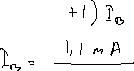 +1) I_B
I_B = 1,1 mA